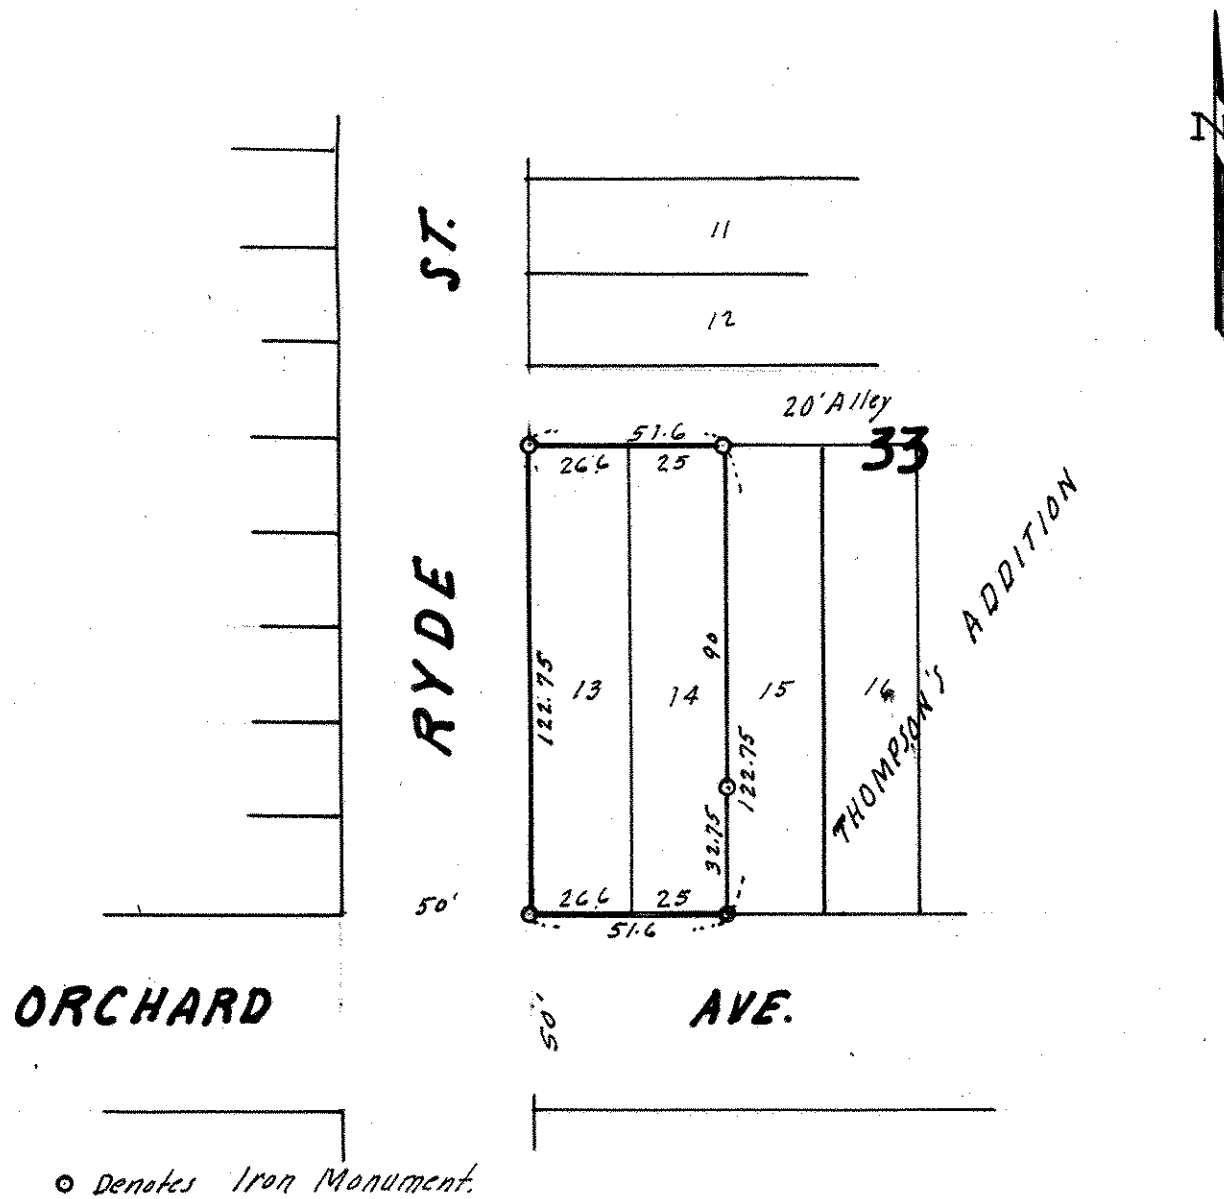 N
ST.
11
12
20' Alley
33
51.6
26.6 25
RYDE
THOMPSON'S ADDITION
90
122.75
13
14
15
16
122.75
32.75
50'
26.6 25
51.6
ORCHARD AVE.
50'
Denotes Iron Monument.